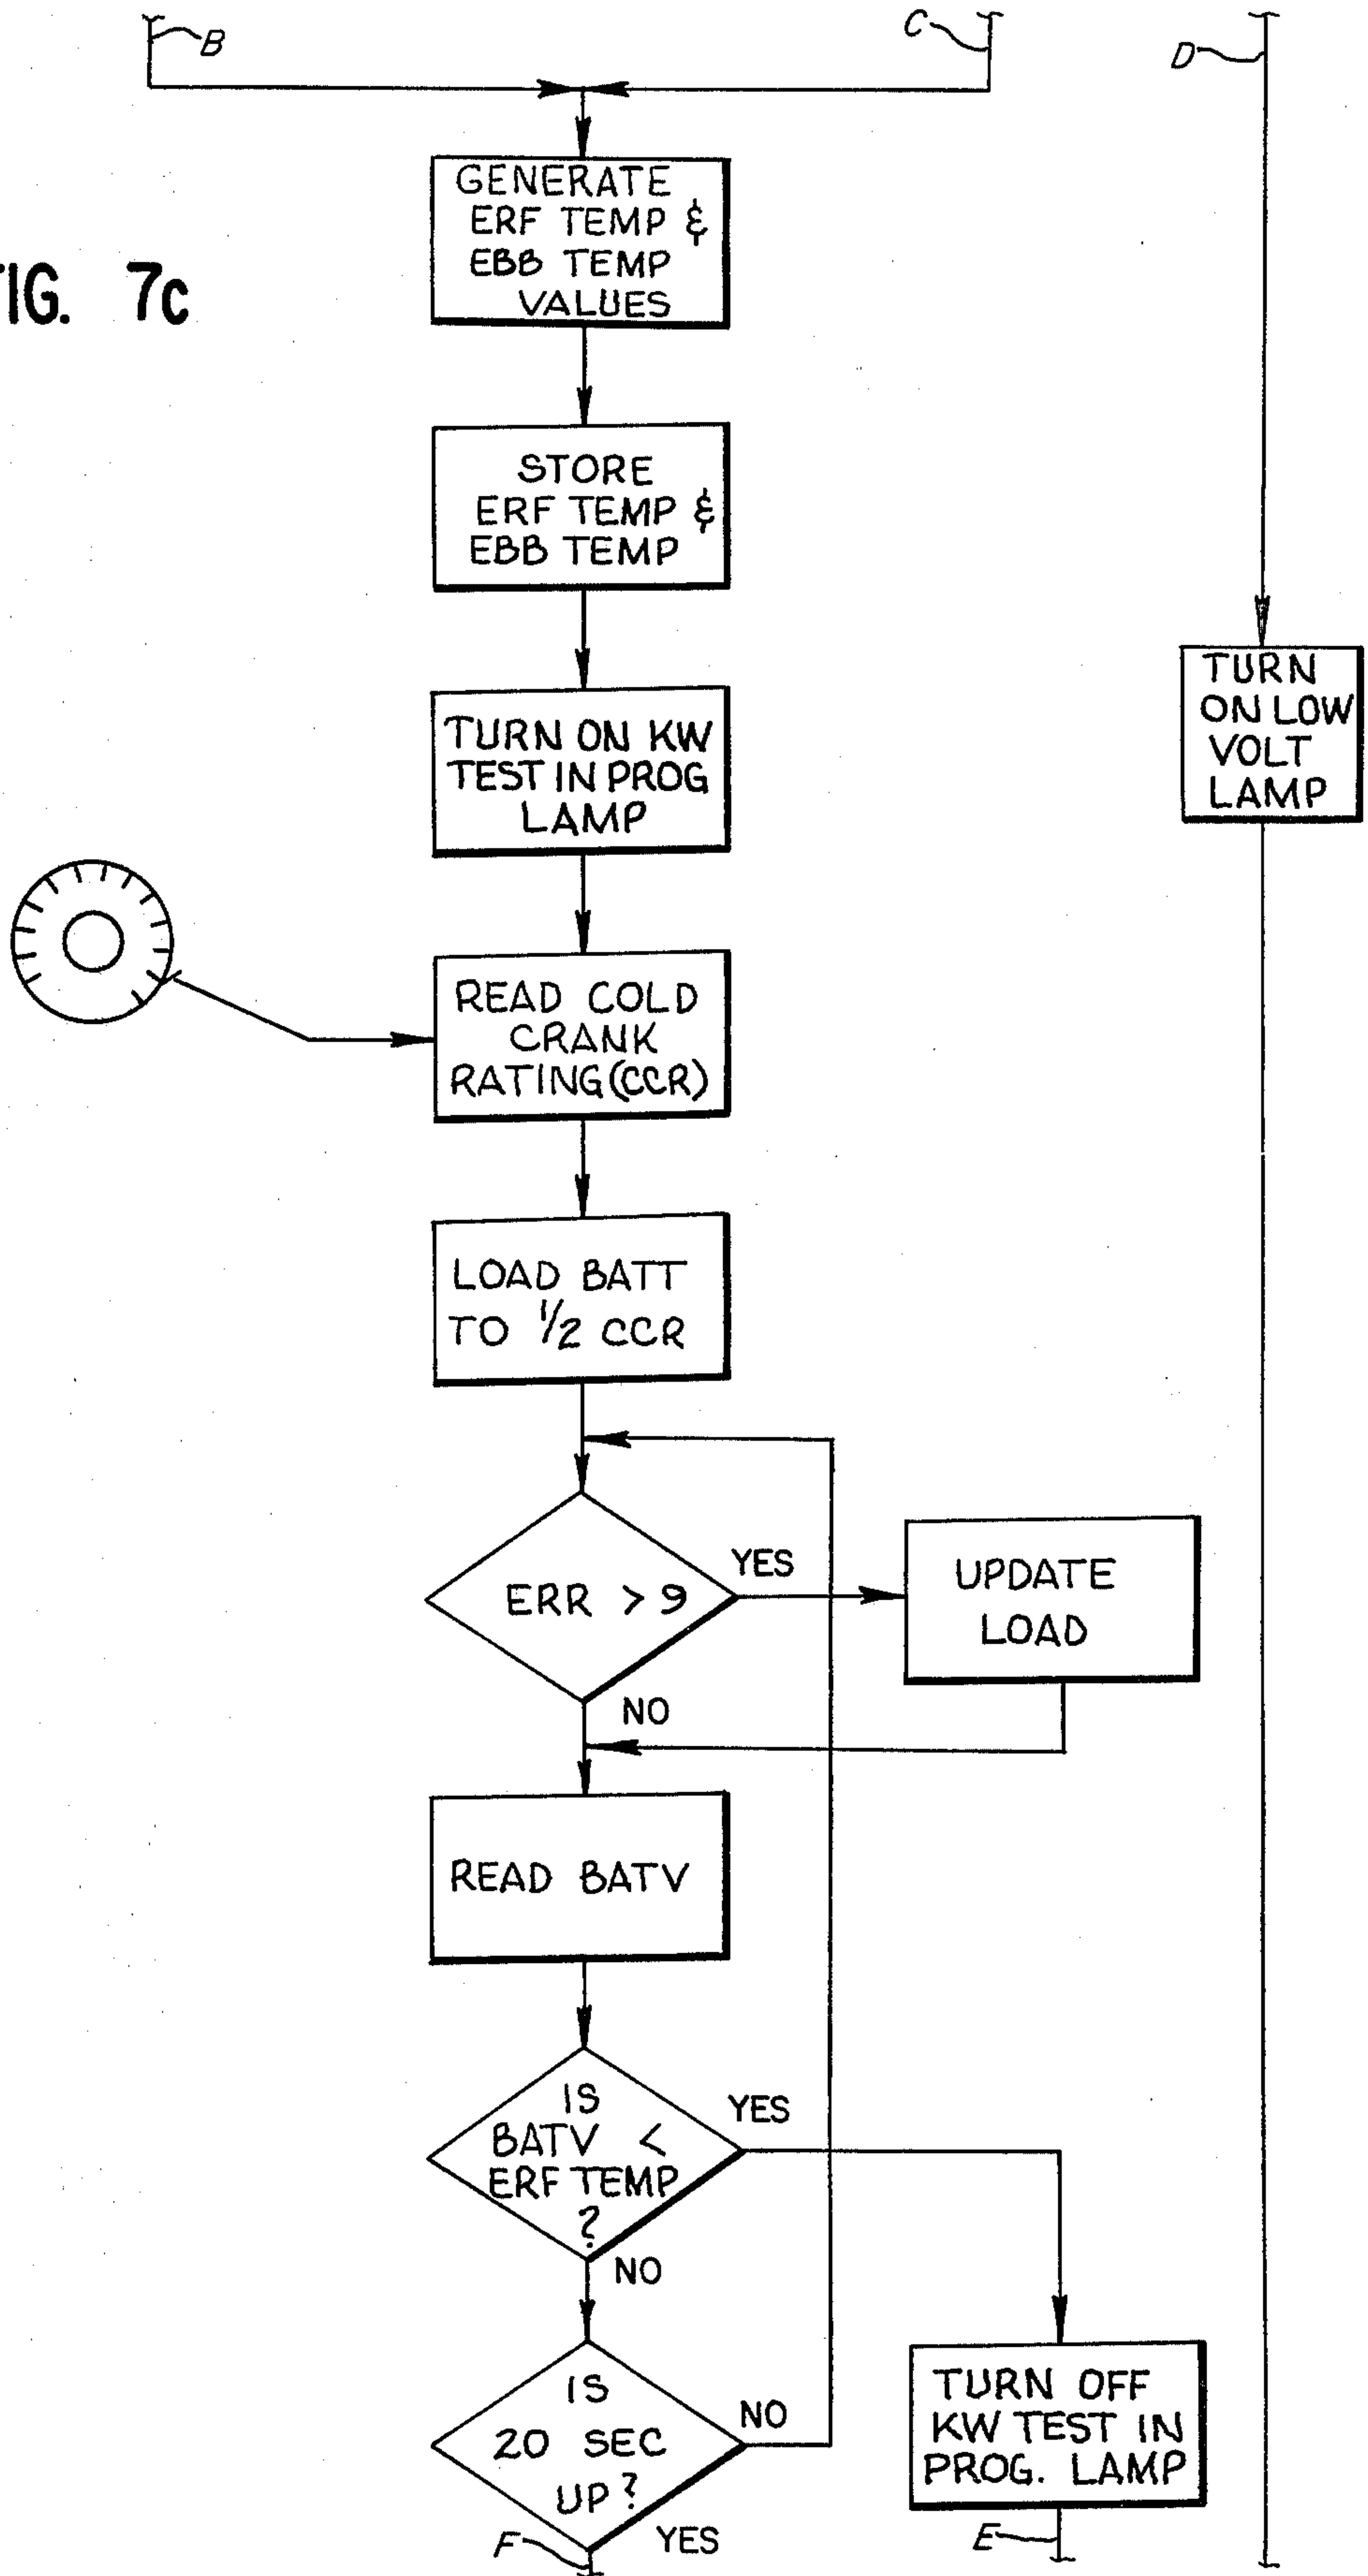 B
C
D
GENERATE
ERF TEMP &
EBB TEMP
VALUES
FIG. 7c
STORE
ERF TEMP &
EBB TEMP
TURN ON KW
TEST IN PROG
LAMP
TURN
ON LOW
VOLT
LAMP
READ COLD
CRANK
RATING (CCR)
LOAD BATT
TO 1/2 CCR
ERR > 9
YES
NO
UPDATE
LOAD
READ BATV
IS
BATV <
ERF TEMP
?
YES
NO
IS
20 SEC
UP?
NO
YES
TURN OFF
KW TEST IN
PROG. LAMP
F
E